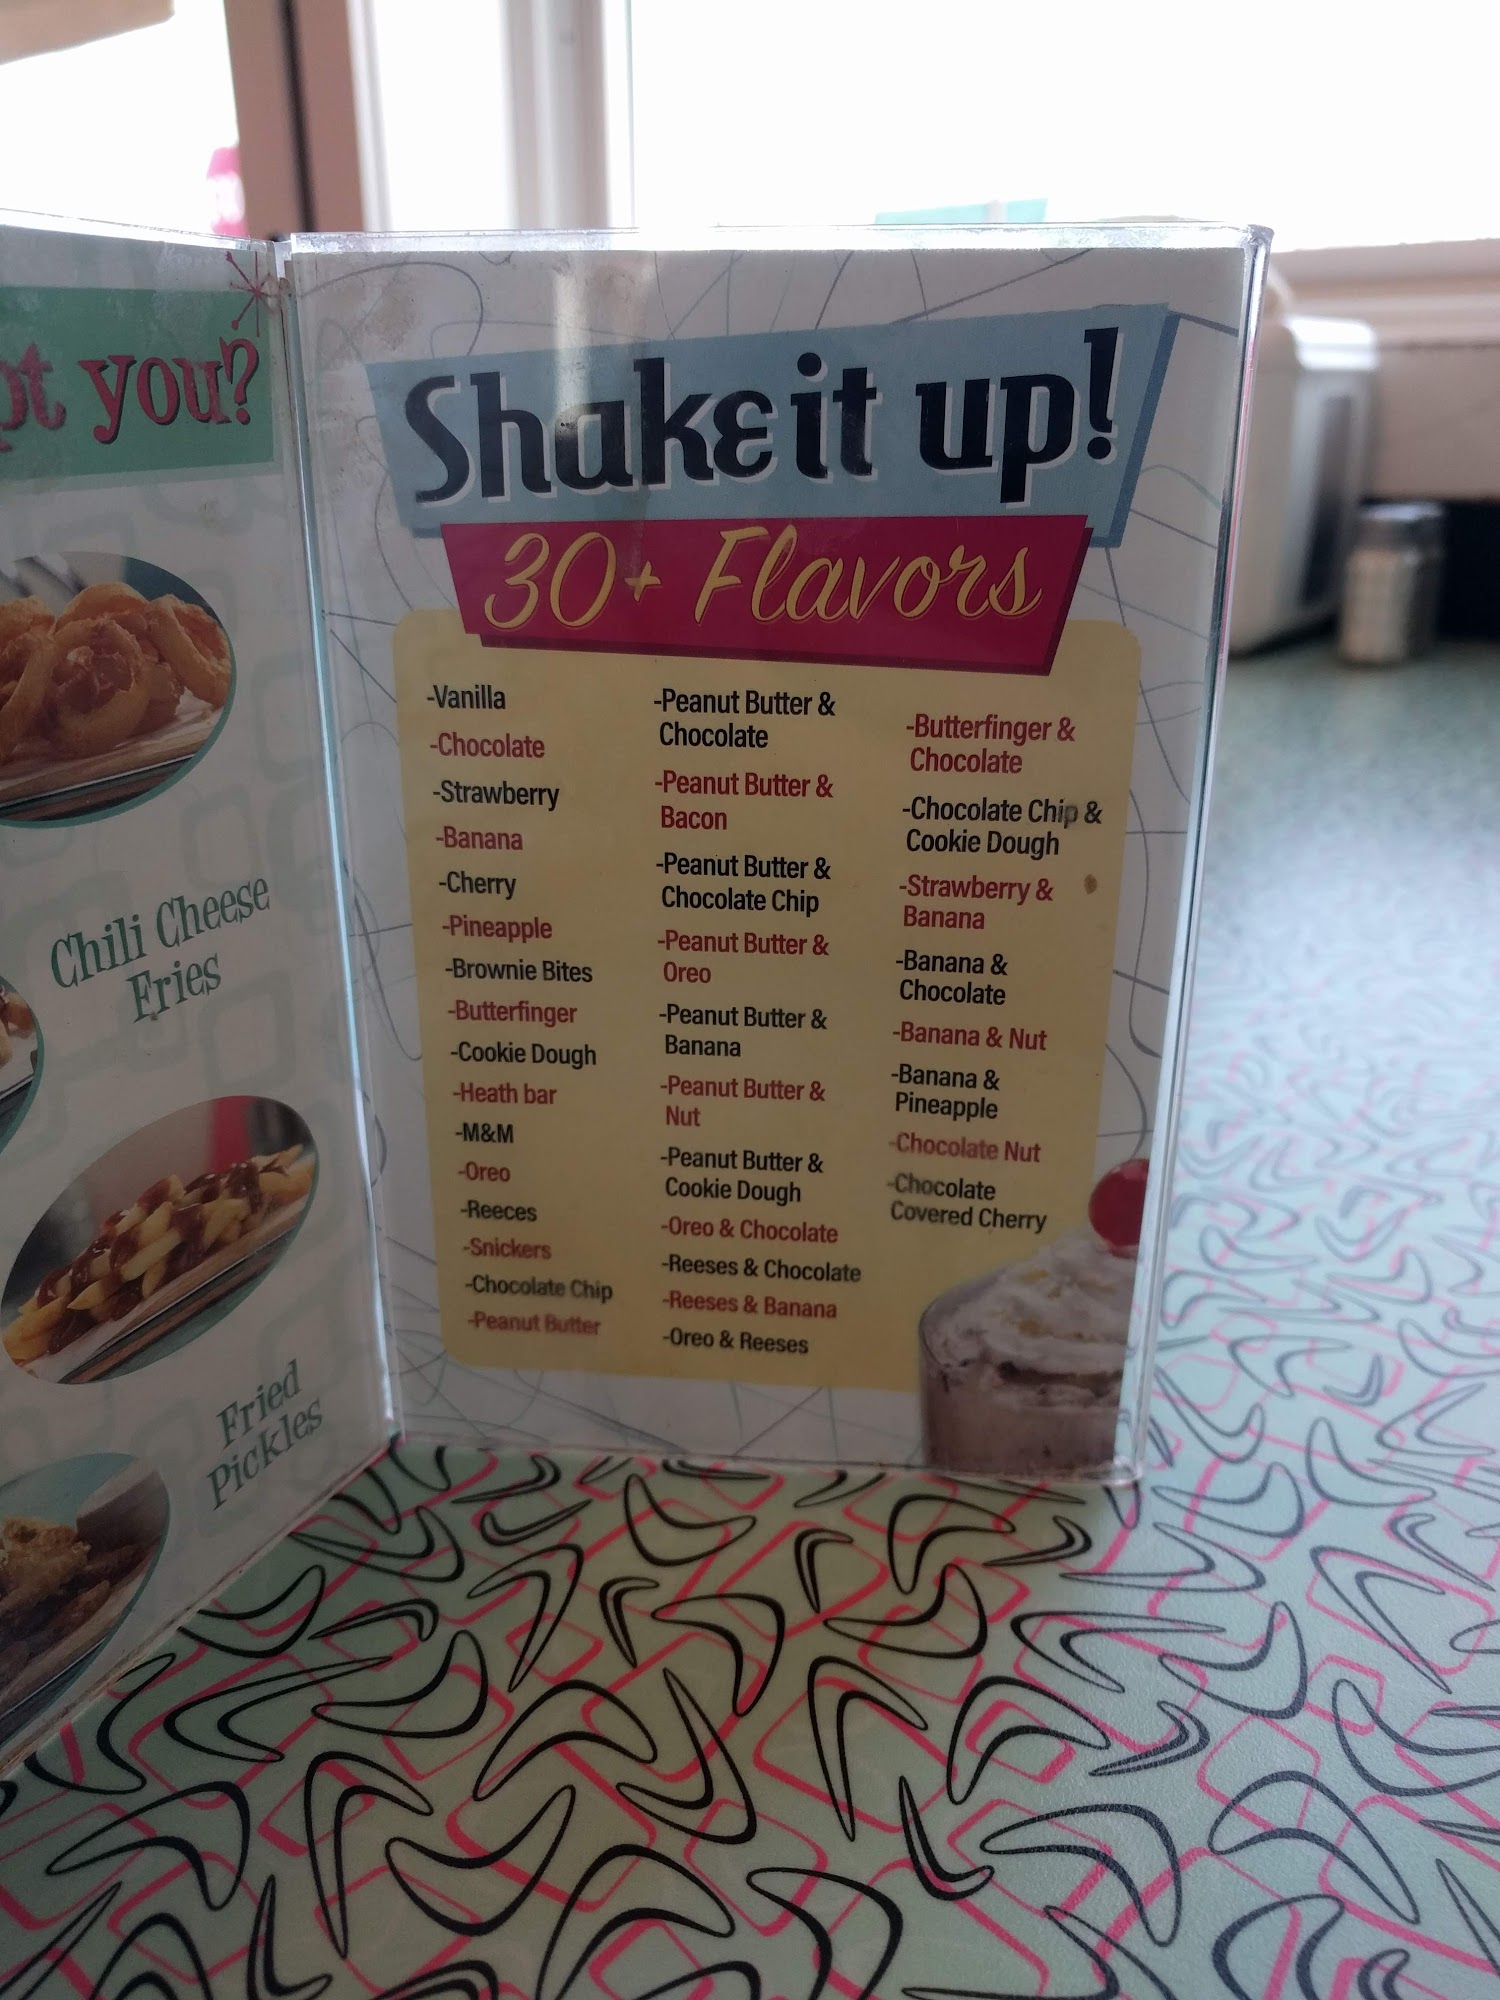 pt you?
Chili Cheese
Fries
Fried
Pickles
Shake it up!
30+ Flavors
-Vanilla
-Chocolate
-Strawberry
-Banana
-Cherry
-Pineapple
-Brownie Bites
-Butterfinger
-Cookie Dough
-Heath bar
-M&M
-Oreo
-Reeces
-Snickers
-Chocolate Chip
-Peanut Butter
-Peanut Butter &
Chocolate
-Peanut Butter &
Bacon
-Peanut Butter &
Chocolate Chip
-Peanut Butter &
Oreo
-Peanut Butter &
Banana
-Peanut Butter &
Nut
-Peanut Butter &
Cookie Dough
-Oreo & Chocolate
-Reeses & Chocolate
-Reeses & Banana
-Oreo & Reeses
-Butterfinger &
Chocolate
-Chocolate Chip &
Cookie Dough
-Strawberry &
Banana
-Banana &
Chocolate
-Banana & Nut
-Banana &
Pineapple
-Chocolate Nut
-Chocolate
Covered Cherry